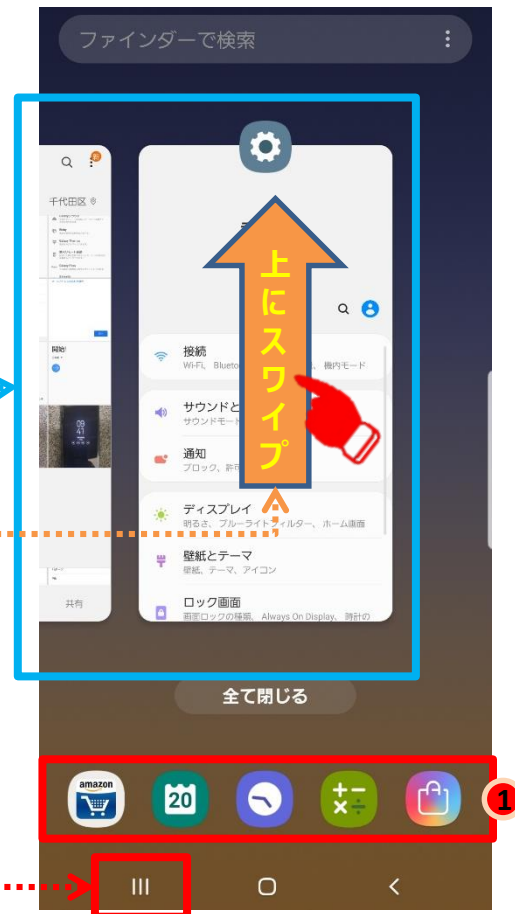 ファインダーで検索
千代田区
開始!
09
41
共有
接続
Wi-Fi、 Blueto
、 機内モード
サウンドと
サウンドモード
通知
ブロック、許可
ディスプレイ
明るさ、 ブルーライトフィルター、 ホーム画面
壁紙とテーマ
壁紙、テーマ、アイコン
ロック画面
画面ロックの種類、 Always On Display、 時計の
上にスワイプ
全て閉じる
amazon
20
1